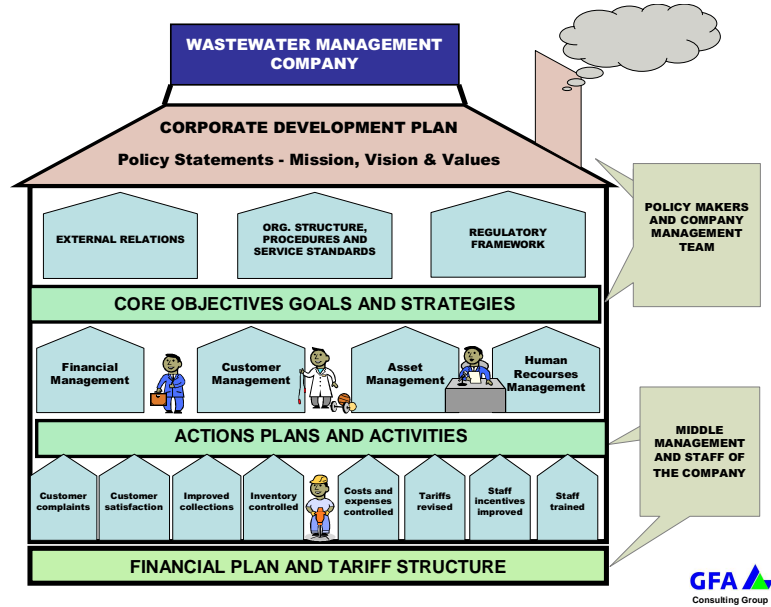 WASTEWATER MANAGEMENT
COMPANY
CORPORATE DEVELOPMENT PLAN
Policy Statements - Mission, Vision & Values
POLICY MAKERS
AND COMPANY
MANAGEMENT
TEAM
EXTERNAL RELATIONS
ORG. STRUCTURE,
PROCEDURES AND
SERVICE STANDARDS
REGULATORY
FRAMEWORK
CORE OBJECTIVES GOALS AND STRATEGIES
Financial
Management
Customer
Management
Asset
Management
Human
Recourses
Management
ACTIONS PLANS AND ACTIVITIES
MIDDLE
MANAGEMENT
AND STAFF OF
THE COMPANY
Customer
complaints
Customer
satisfaction
Improved
collections
Inventory
controlled
Costs and
expenses
controlled
Tariffs
revised
Staff
incentives
improved
Staff
trained
FINANCIAL PLAN AND TARIFF STRUCTURE
GFA
Consulting Group